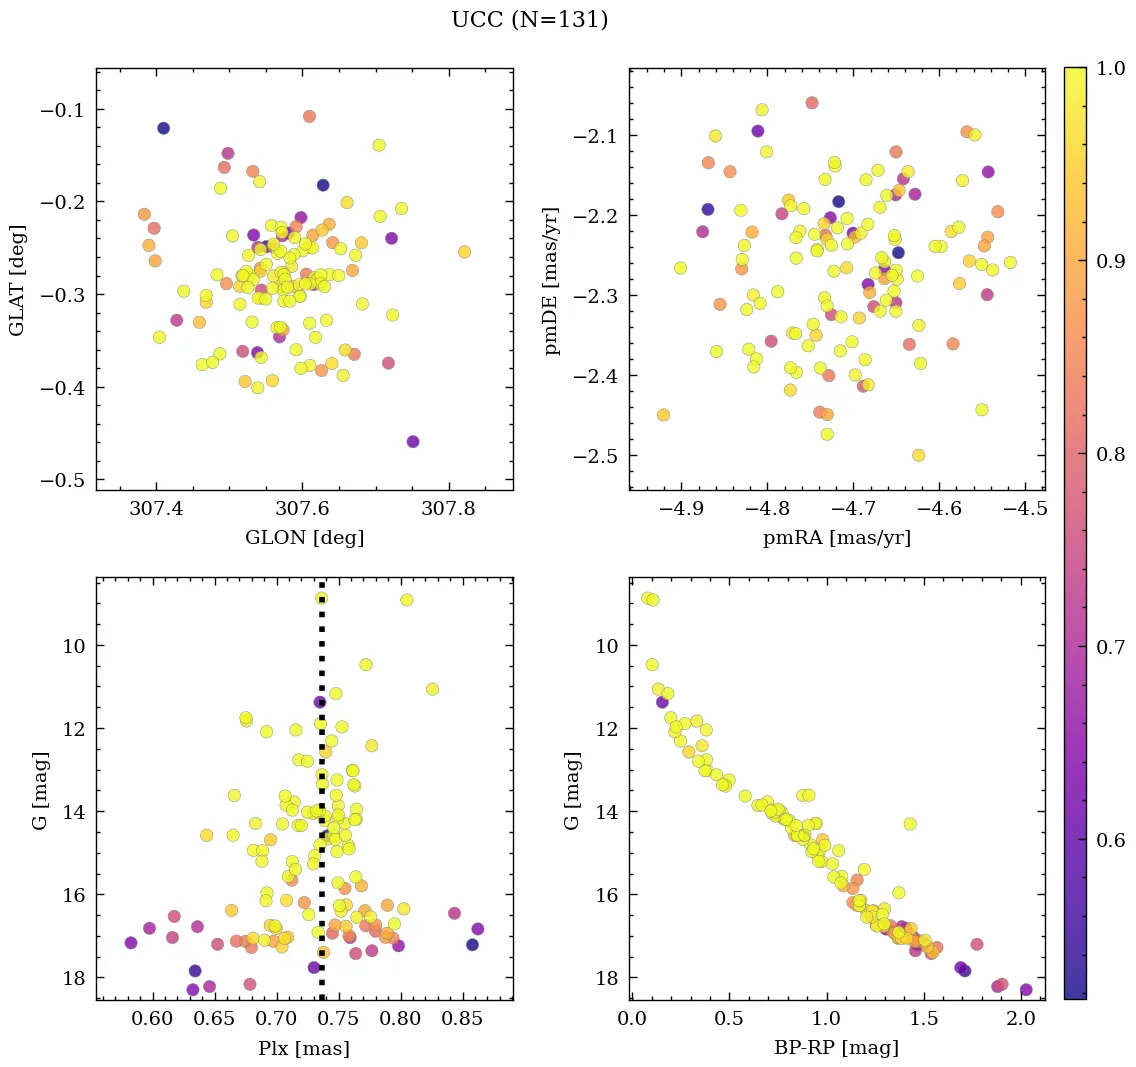 UCC (N=131)
−0.1
−0.2
−0.3
−0.4
−0.5
GLAT [deg]
307.4 307.6 307.8
GLON [deg]
−2.1
−2.2
−2.3
−2.4
−2.5
pmDE [mas/yr]
−4.9 −4.8 −4.7 −4.6 −4.5
pmRA [mas/yr]
1.0
0.9
0.8
0.7
0.6
10
12
14
16
18
G [mag]
0.60 0.65 0.70 0.75 0.80 0.85
Plx [mas]
10
12
14
16
18
G [mag]
0.0 0.5 1.0 1.5 2.0
BP-RP [mag]